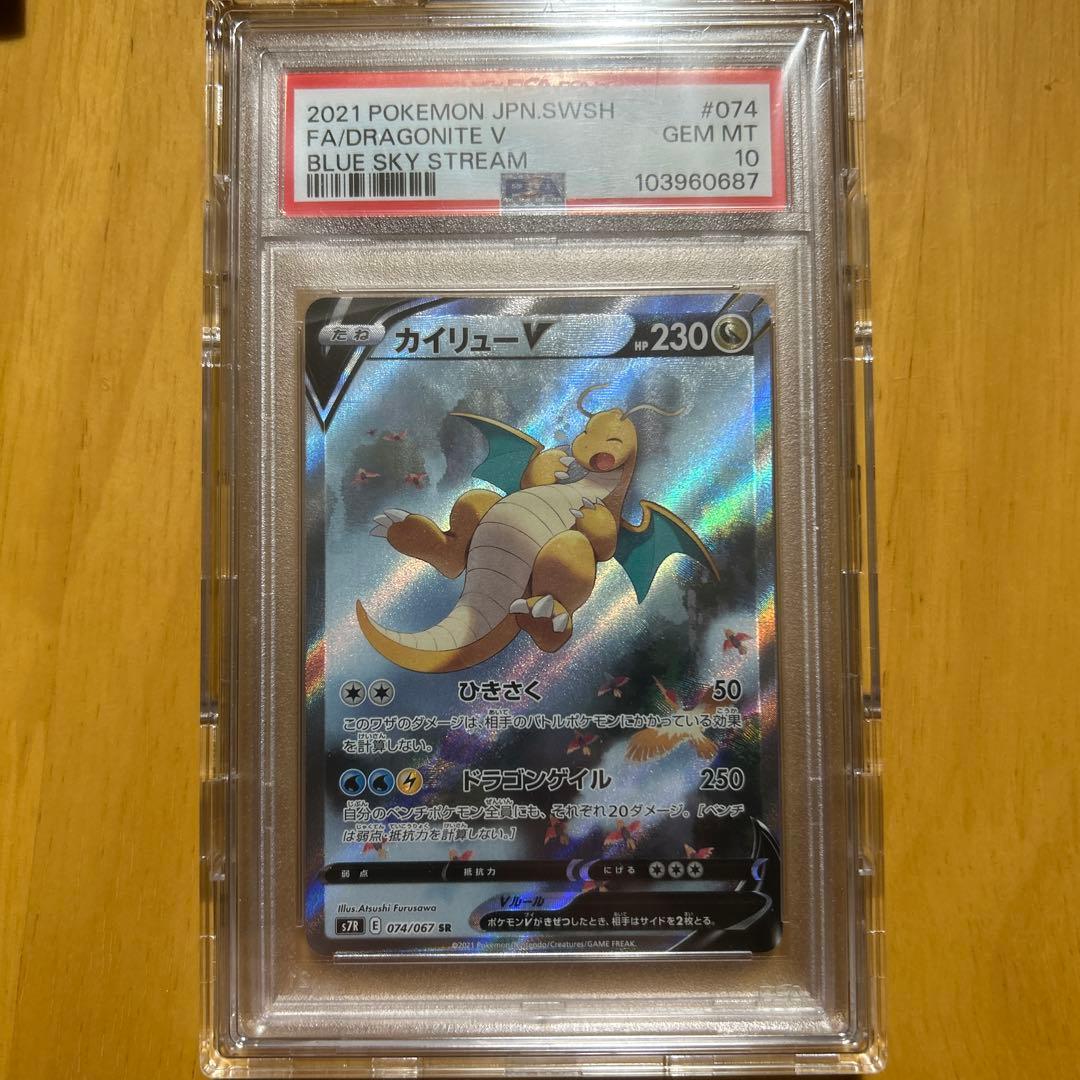 2021 POKEMON JPN.SWSH #074
FA/DRAGONITE V GEM MT
BLUE SKY STREAM 10
PSA 103960687
たね カイリューV HP 230
ひきさく 50
このワザのダメージは、相手のバトルポケモンにかかっている効果
を計算しない。
ドラゴンゲイル 250
自分のベンチポケモン全員にも、それぞれ20ダメージ。[ベンチ
は弱点・抵抗力を計算しない。]
弱点 抵抗力 にげる
Illus. Atsushi Furusawa
Vルール
s7R E 074/067 SR
ポケモンVがきぜつしたとき、相手はサイドを2枚とる。
©2021 Pokémon/Nintendo/Creatures/GAME FREAK.